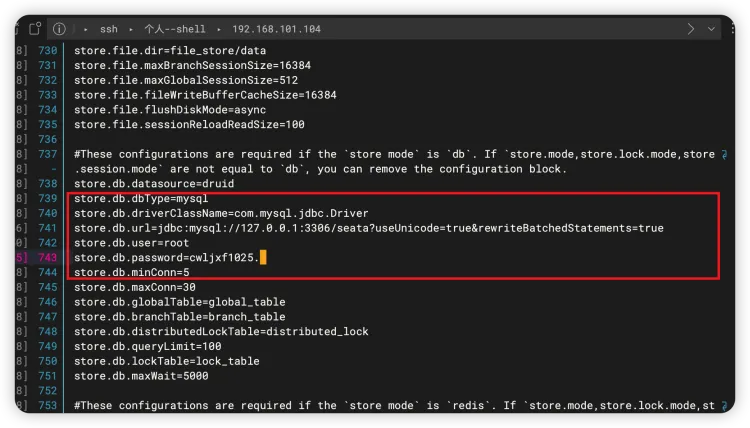 ssh ▸ 个人--shell ▸ 192.168.101.104
8] 730 store.file.dir=file_store/data
8] 731 store.file.maxBranchSessionSize=16384
8] 732 store.file.maxGlobalSessionSize=512
8] 733 store.file.fileWriteBufferCacheSize=16384
8] 734 store.file.flushDiskMode=async
8] 735 store.file.sessionReloadReadSize=100
8] 736
8] 737 #These configurations are required if the `store mode` is `db`. If `store.mode,store.lock.mode,store
8] - .session.mode` are not equal to `db`, you can remove the configuration block.
8] 738 store.db.datasource=druid
8] 739 store.db.dbType=mysql
8] 740 store.db.driverClassName=com.mysql.jdbc.Driver
6] 741 store.db.url=jdbc:mysql://127.0.0.1:3306/seata?useUnicode=true&rewriteBatchedStatements=true
0] 742 store.db.user=root
5] 743 store.db.password=cwljxf1025.
8] 744 store.db.minConn=5
8] 745 store.db.maxConn=30
8] 746 store.db.globalTable=global_table
8] 747 store.db.branchTable=branch_table
8] 748 store.db.distributedLockTable=distributed_lock
8] 749 store.db.queryLimit=100
8] 750 store.db.lockTable=lock_table
8] 751 store.db.maxWait=5000
8] 752
8] 753 #These configurations are required if the `store mode` is `redis`. If `store.mode,store.lock.mode,st